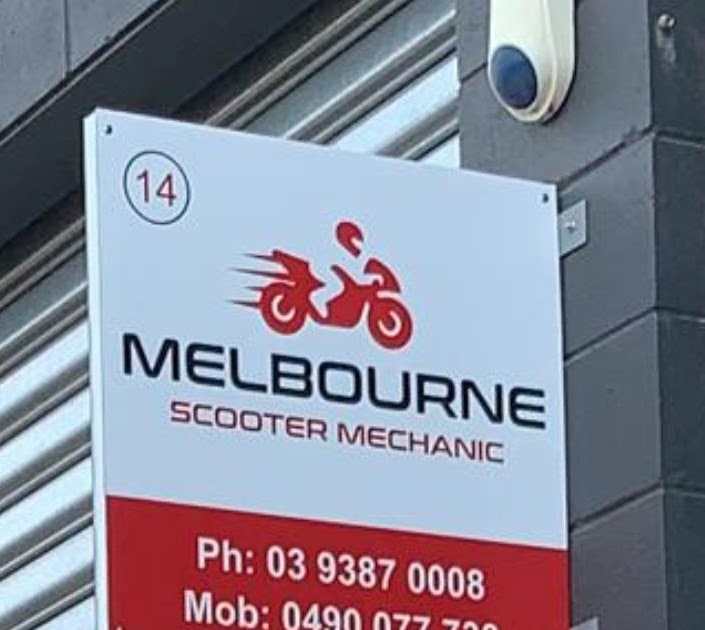 14
MELBOURNE
SCOOTER MECHANIC
Ph: 03 9387 0008
Mob: 0490 077